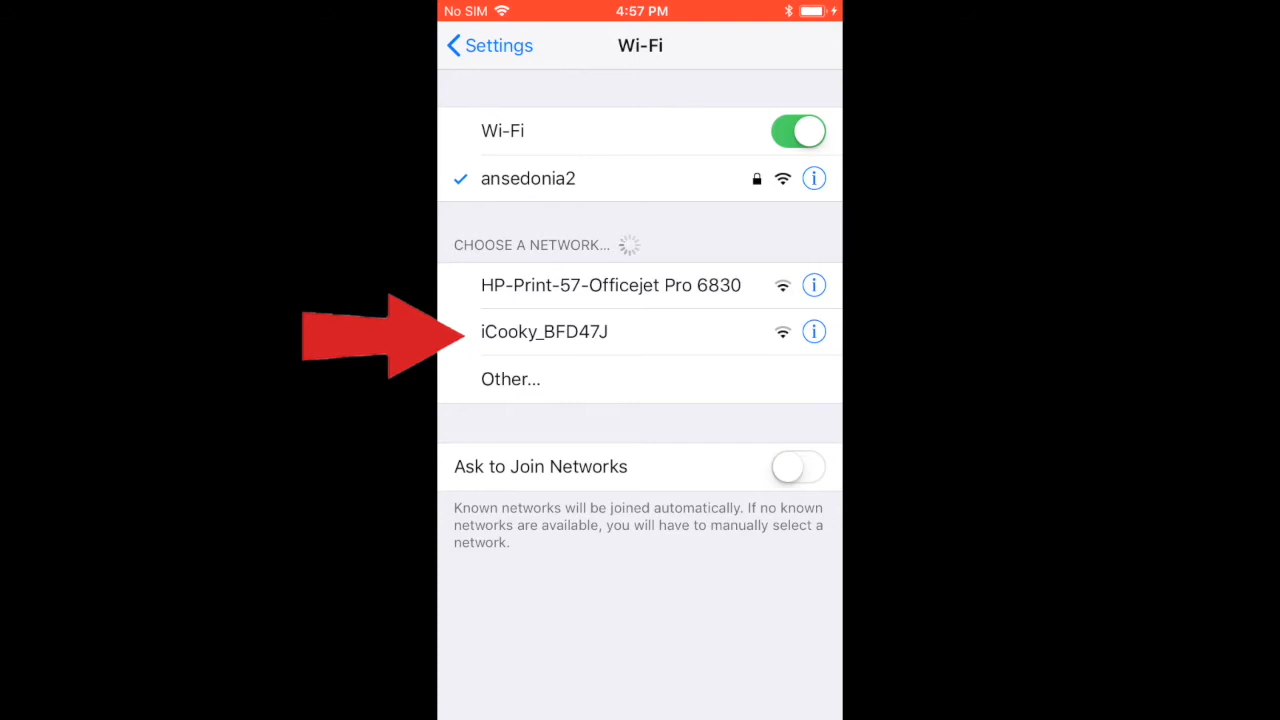 No SIM 4:57 PM
Settings Wi-Fi
Wi-Fi
ansedonia2
CHOOSE A NETWORK...
HP-Print-57-Officejet Pro 6830
iCooky_BFD47J
Other...
Ask to Join Networks
Known networks will be joined automatically. If no known
networks are available, you will have to manually select a
network.